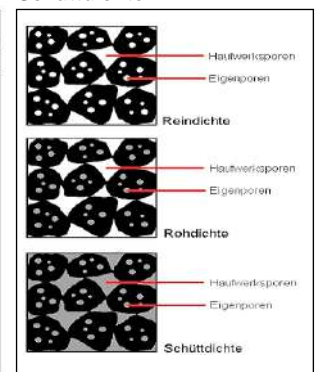 Haufwerksporen
Eigenporen
Reindichte
Haufwerksporen
Eigenporen
Rohdichte
Haufwerksporen
Eigenporen
Schüttdichte